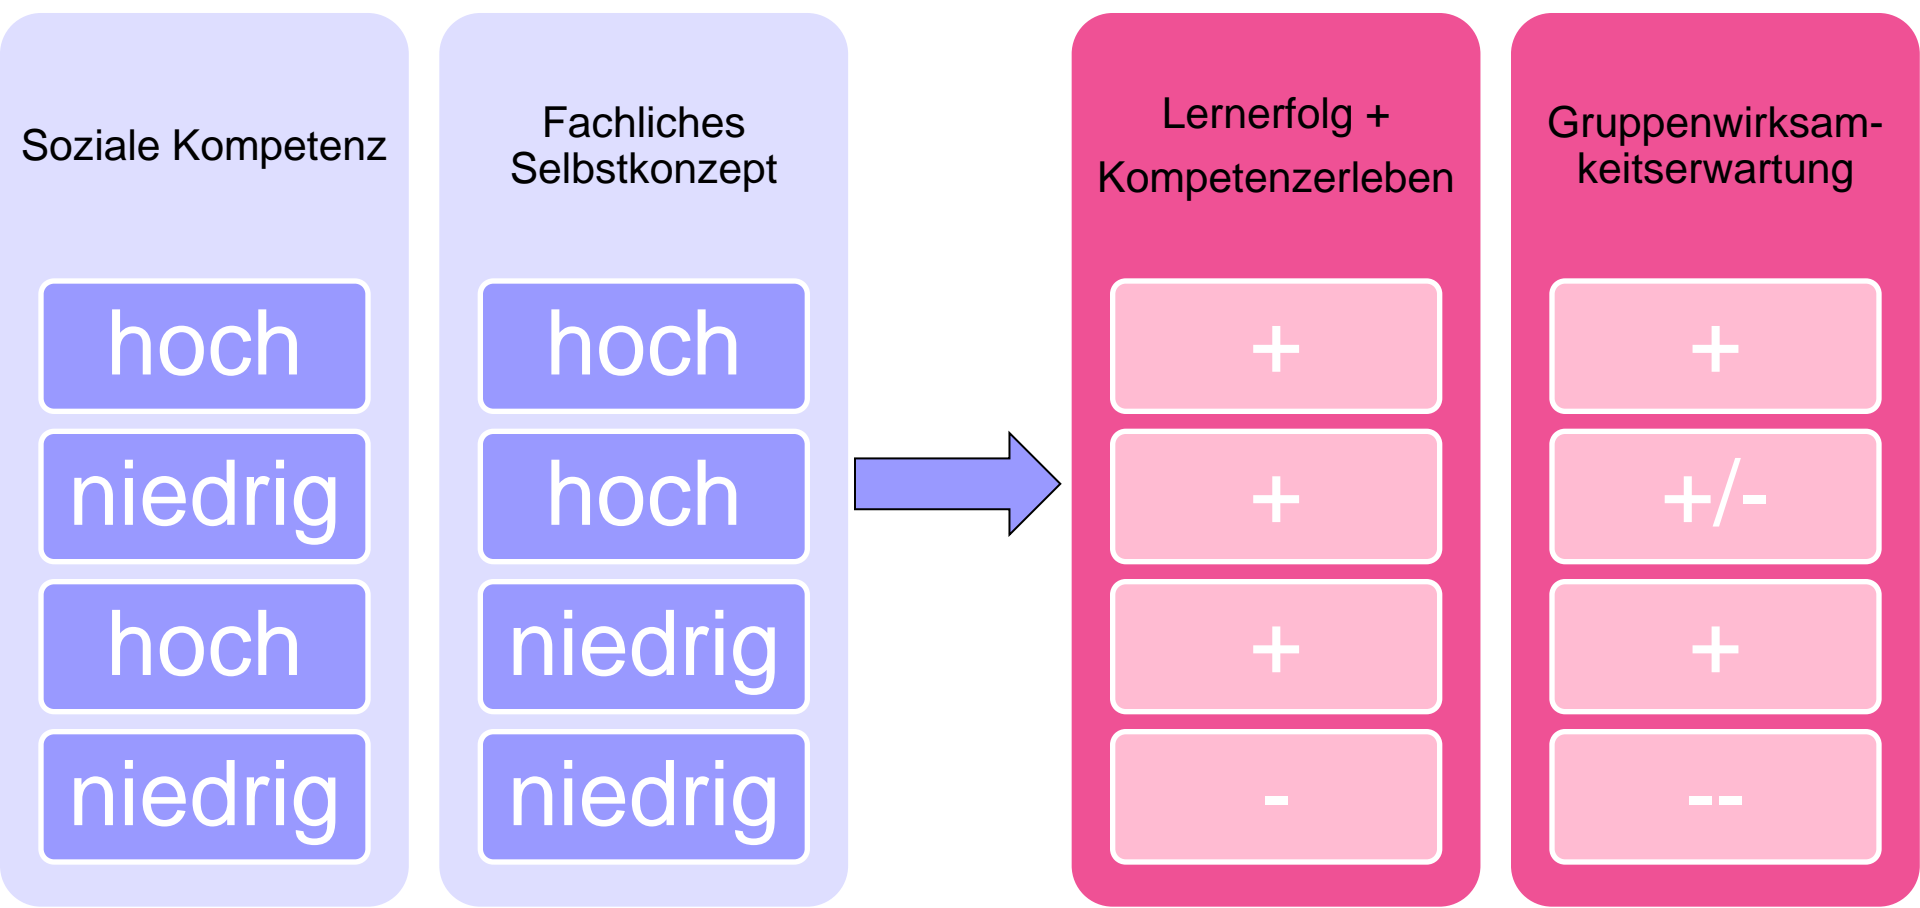 Soziale Kompetenz
Fachliches
Selbstkonzept
Lernerfolg +
Kompetenzerleben
Gruppenwirksam-
keitserwartung
hoch
hoch
+
+
niedrig
hoch
+
+/-
hoch
niedrig
+
+
niedrig
niedrig
-
--